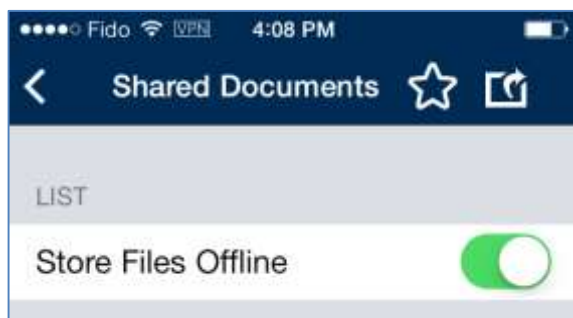 Fido VPN 4:08 PM
Shared Documents
LIST
Store Files Offline